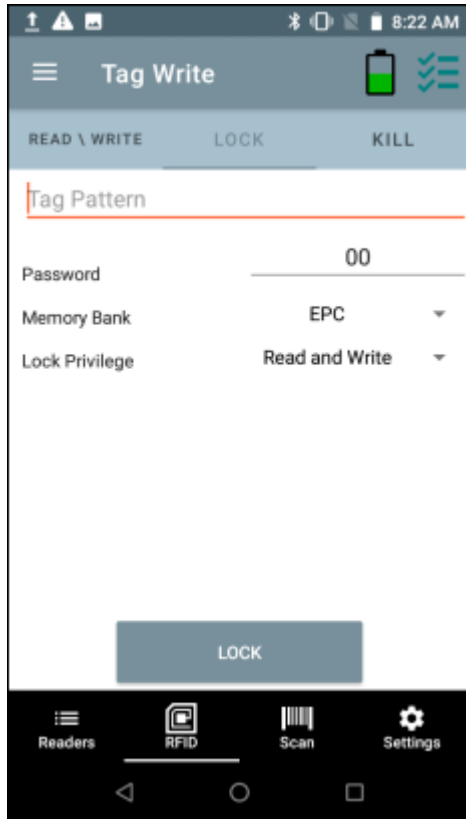 8:22 AM
Tag Write
READ \ WRITE LOCK KILL
Tag Pattern
Password 00
Memory Bank EPC
Lock Privilege Read and Write
LOCK
Readers RFID Scan Settings